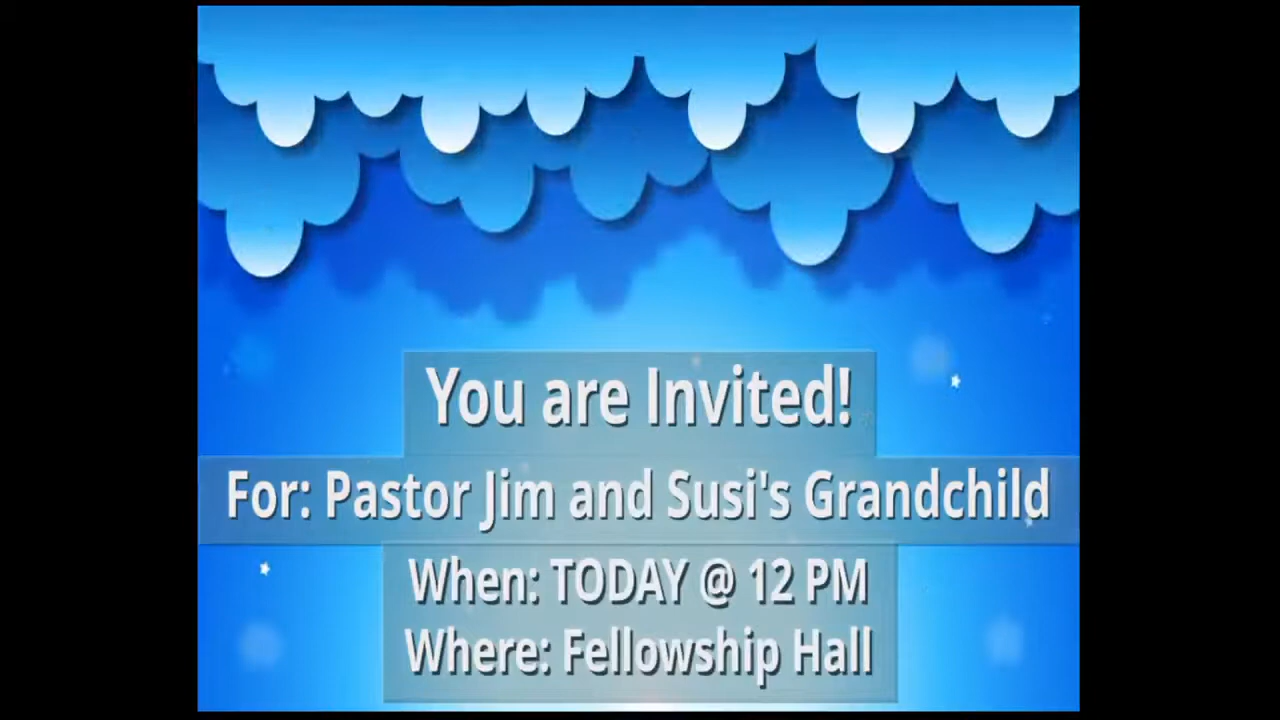 You are Invited!
For: Pastor Jim and Susi's Grandchild
When: TODAY @ 12 PM
Where: Fellowship Hall